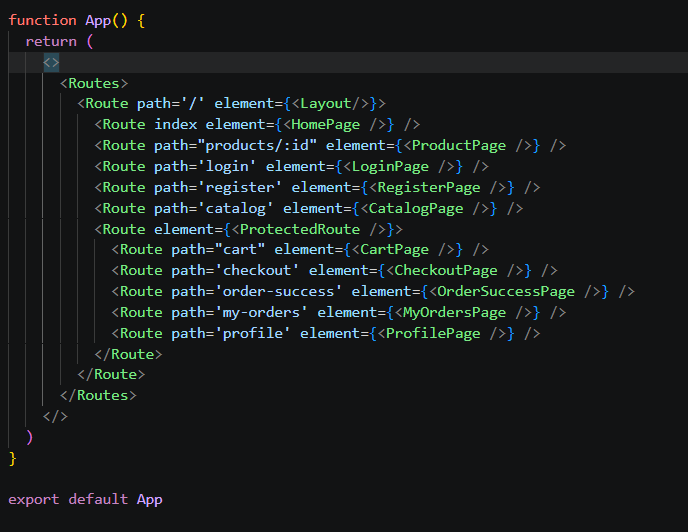 function App() {
  return (
    <>
      <Routes>
        <Route path='/' element={<Layout/>}>
          <Route index element={<HomePage />} />
          <Route path="products/:id" element={<ProductPage />} />
          <Route path='login' element={<LoginPage />} />
          <Route path='register' element={<RegisterPage />} />
          <Route path='catalog' element={<CatalogPage />} />
          <Route element={<ProtectedRoute />}>
            <Route path="cart" element={<CartPage />} />
            <Route path='checkout' element={<CheckoutPage />} />
            <Route path='order-success' element={<OrderSuccessPage />} />
            <Route path='my-orders' element={<MyOrdersPage />} />
            <Route path='profile' element={<ProfilePage />} />
          </Route>
        </Route>
      </Routes>
    </>
  )
}

export default App